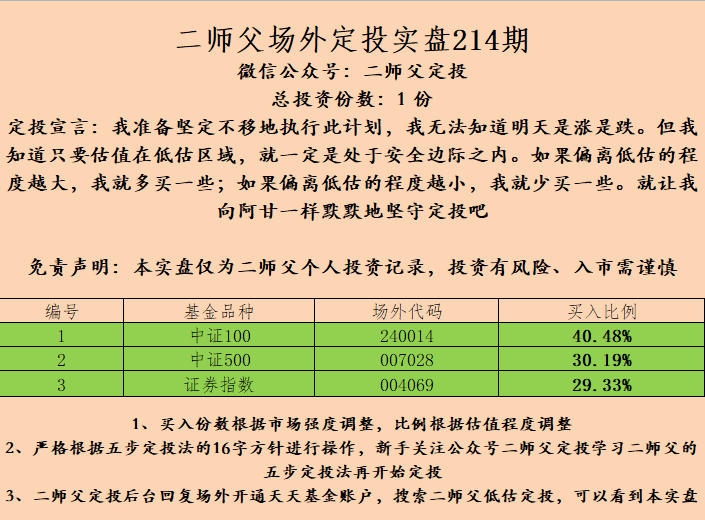 二师父场外定投实盘214期
微信公众号：二师父定投
总投资份数：1 份
定投宣言：我准备坚定不移地执行此计划，我无法知道明天是涨是跌。但我
知道只要估值在低估区域，就一定是处于安全边际之内。如果偏离低估的程
度越大，我就多买一些；如果偏离低估的程度越小，我就少买一些。就让我
向阿甘一样默默地坚守定投吧
免责声明：本实盘仅为二师父个人投资记录，投资有风险、入市需谨慎
编号 基金品种 场外代码 买入比例
1 中证100 240014 40.48%
2 中证500 007028 30.19%
3 证券指数 004069 29.33%
1、买入份数根据市场强度调整，比例根据估值程度调整
2、严格根据五步定投法的16字方针进行操作，新手关注公众号二师父定投学习二师父的
五步定投法再开始定投
3、二师父定投后台回复场外开通天天基金账户，搜索二师父低估定投，可以看到本实盘